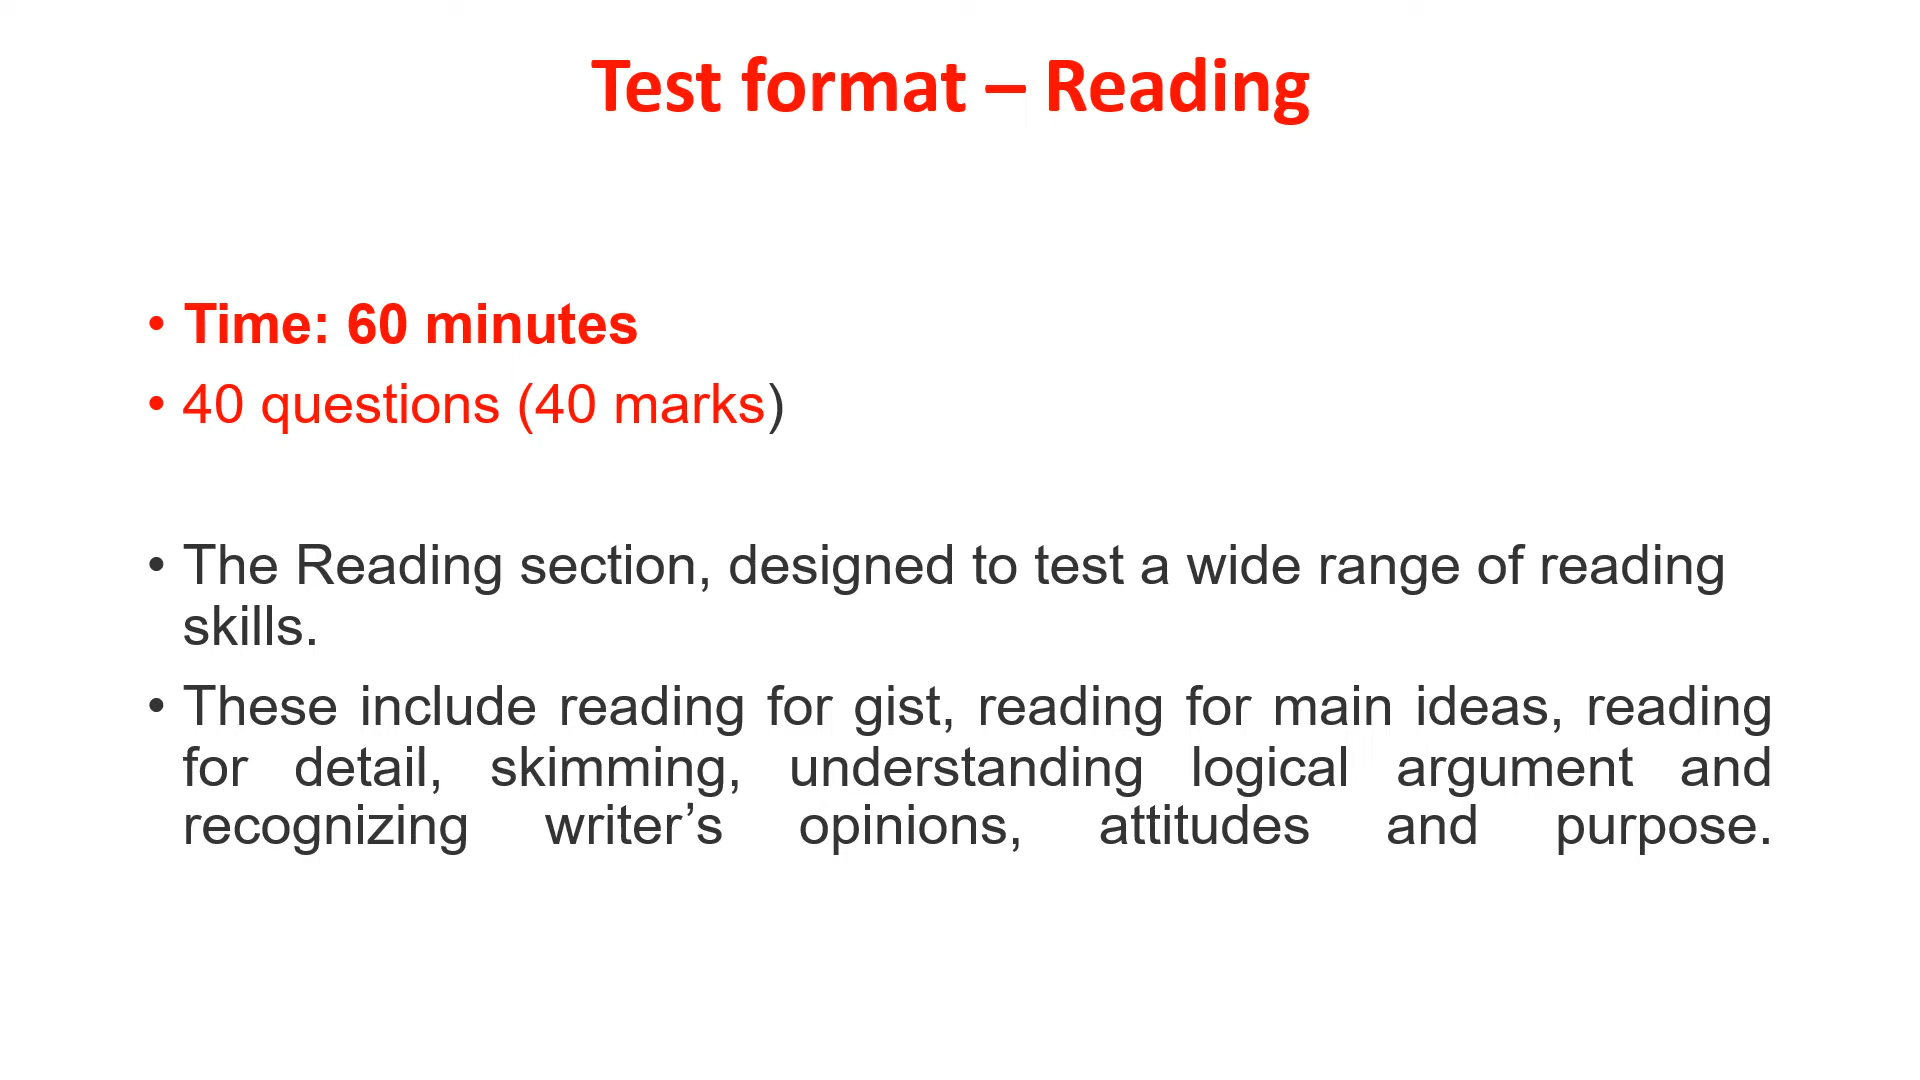 Test format – Reading
• Time: 60 minutes
• 40 questions (40 marks)
• The Reading section, designed to test a wide range of reading
skills.
• These include reading for gist, reading for main ideas, reading
for detail, skimming, understanding logical argument and
recognizing writer’s opinions, attitudes and purpose.